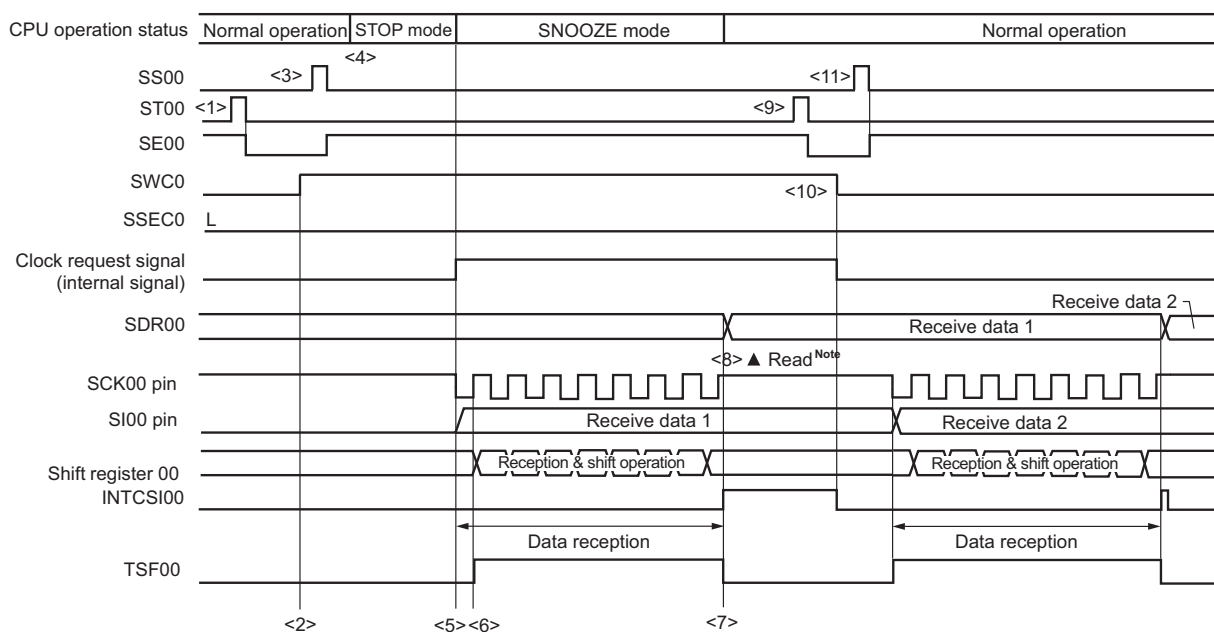 CPU operation status Normal operation STOP mode SNOOZE mode Normal operation
<4>
SS00 <3> <11>
ST00 <1> <9>
SE00
SWC0 <10>
SSEC0 L
Clock request signal
(internal signal)
Receive data 2
SDR00 Receive data 1
<8> ▲ Read Note
SCK00 pin
SI00 pin Receive data 1 Receive data 2
Shift register 00 Reception & shift operation Reception & shift operation
INTCSI00
Data reception Data reception
TSF00
<2> <5> <6> <7>